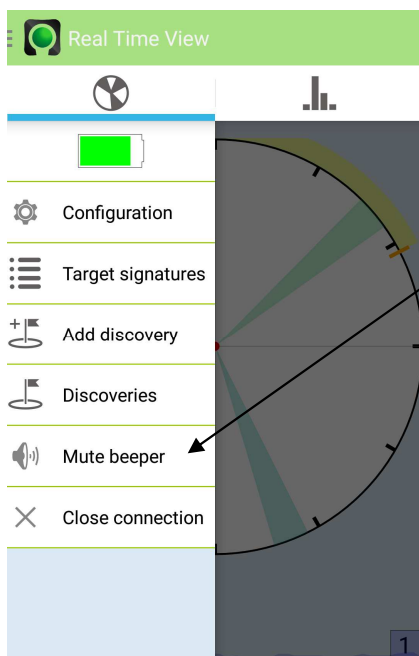 Real Time View
Configuration
Target signatures
Add discovery
Discoveries
Mute beeper
Close connection
1